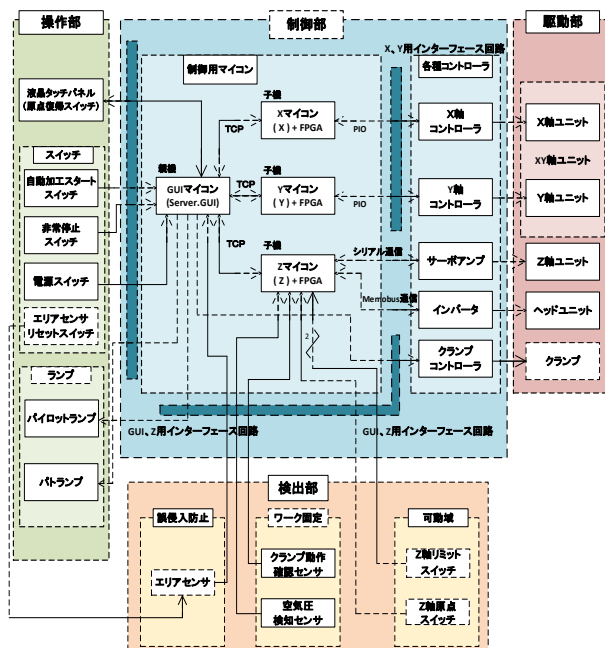 操作部
制御部
駆動部
X、Y用インターフェース回路
制御用マイコン
各種コントローラ
液晶タッチパネル
(原点復帰スイッチ)
子機
Xマイコン
(X)+FPGA
TCP
PIO
X軸
コントローラ
X軸ユニット
XY軸ユニット
スイッチ
自動加工スタート
スイッチ
親機
GUIマイコン
(Server.GUI)
TCP
子機
Yマイコン
(Y)+FPGA
PIO
Y軸
コントローラ
Y軸ユニット
非常停止
スイッチ
TCP
子機
Zマイコン
(Z)+FPGA
シリアル通信
サーボアンプ
Z軸ユニット
電源スイッチ
Memobus通信
インバータ
ヘッドユニット
エリアセンサ
リセットスイッチ
2
クランプ
コントローラ
クランプ
ランプ
パイロットランプ
GUI、Z用インターフェース回路
GUI、Z用インターフェース回路
パトランプ
検出部
誤侵入防止
ワーク固定
可動域
エリアセンサ
クランプ動作
確認センサ
Z軸リミット
スイッチ
空気圧
検知センサ
Z軸原点
スイッチ